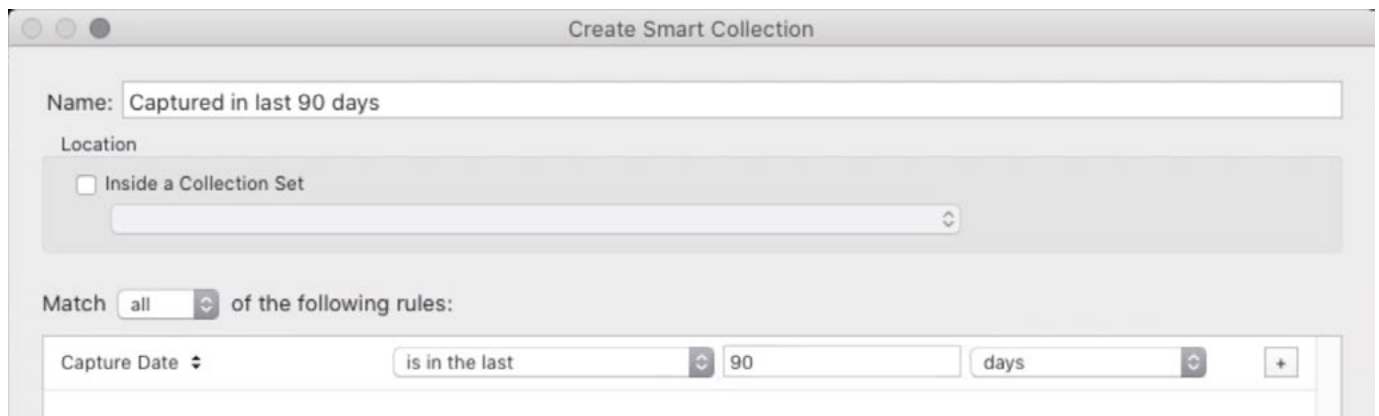 Create Smart Collection
Name: Captured in last 90 days
Location
Inside a Collection Set
Match all of the following rules:
Capture Date is in the last 90 days +